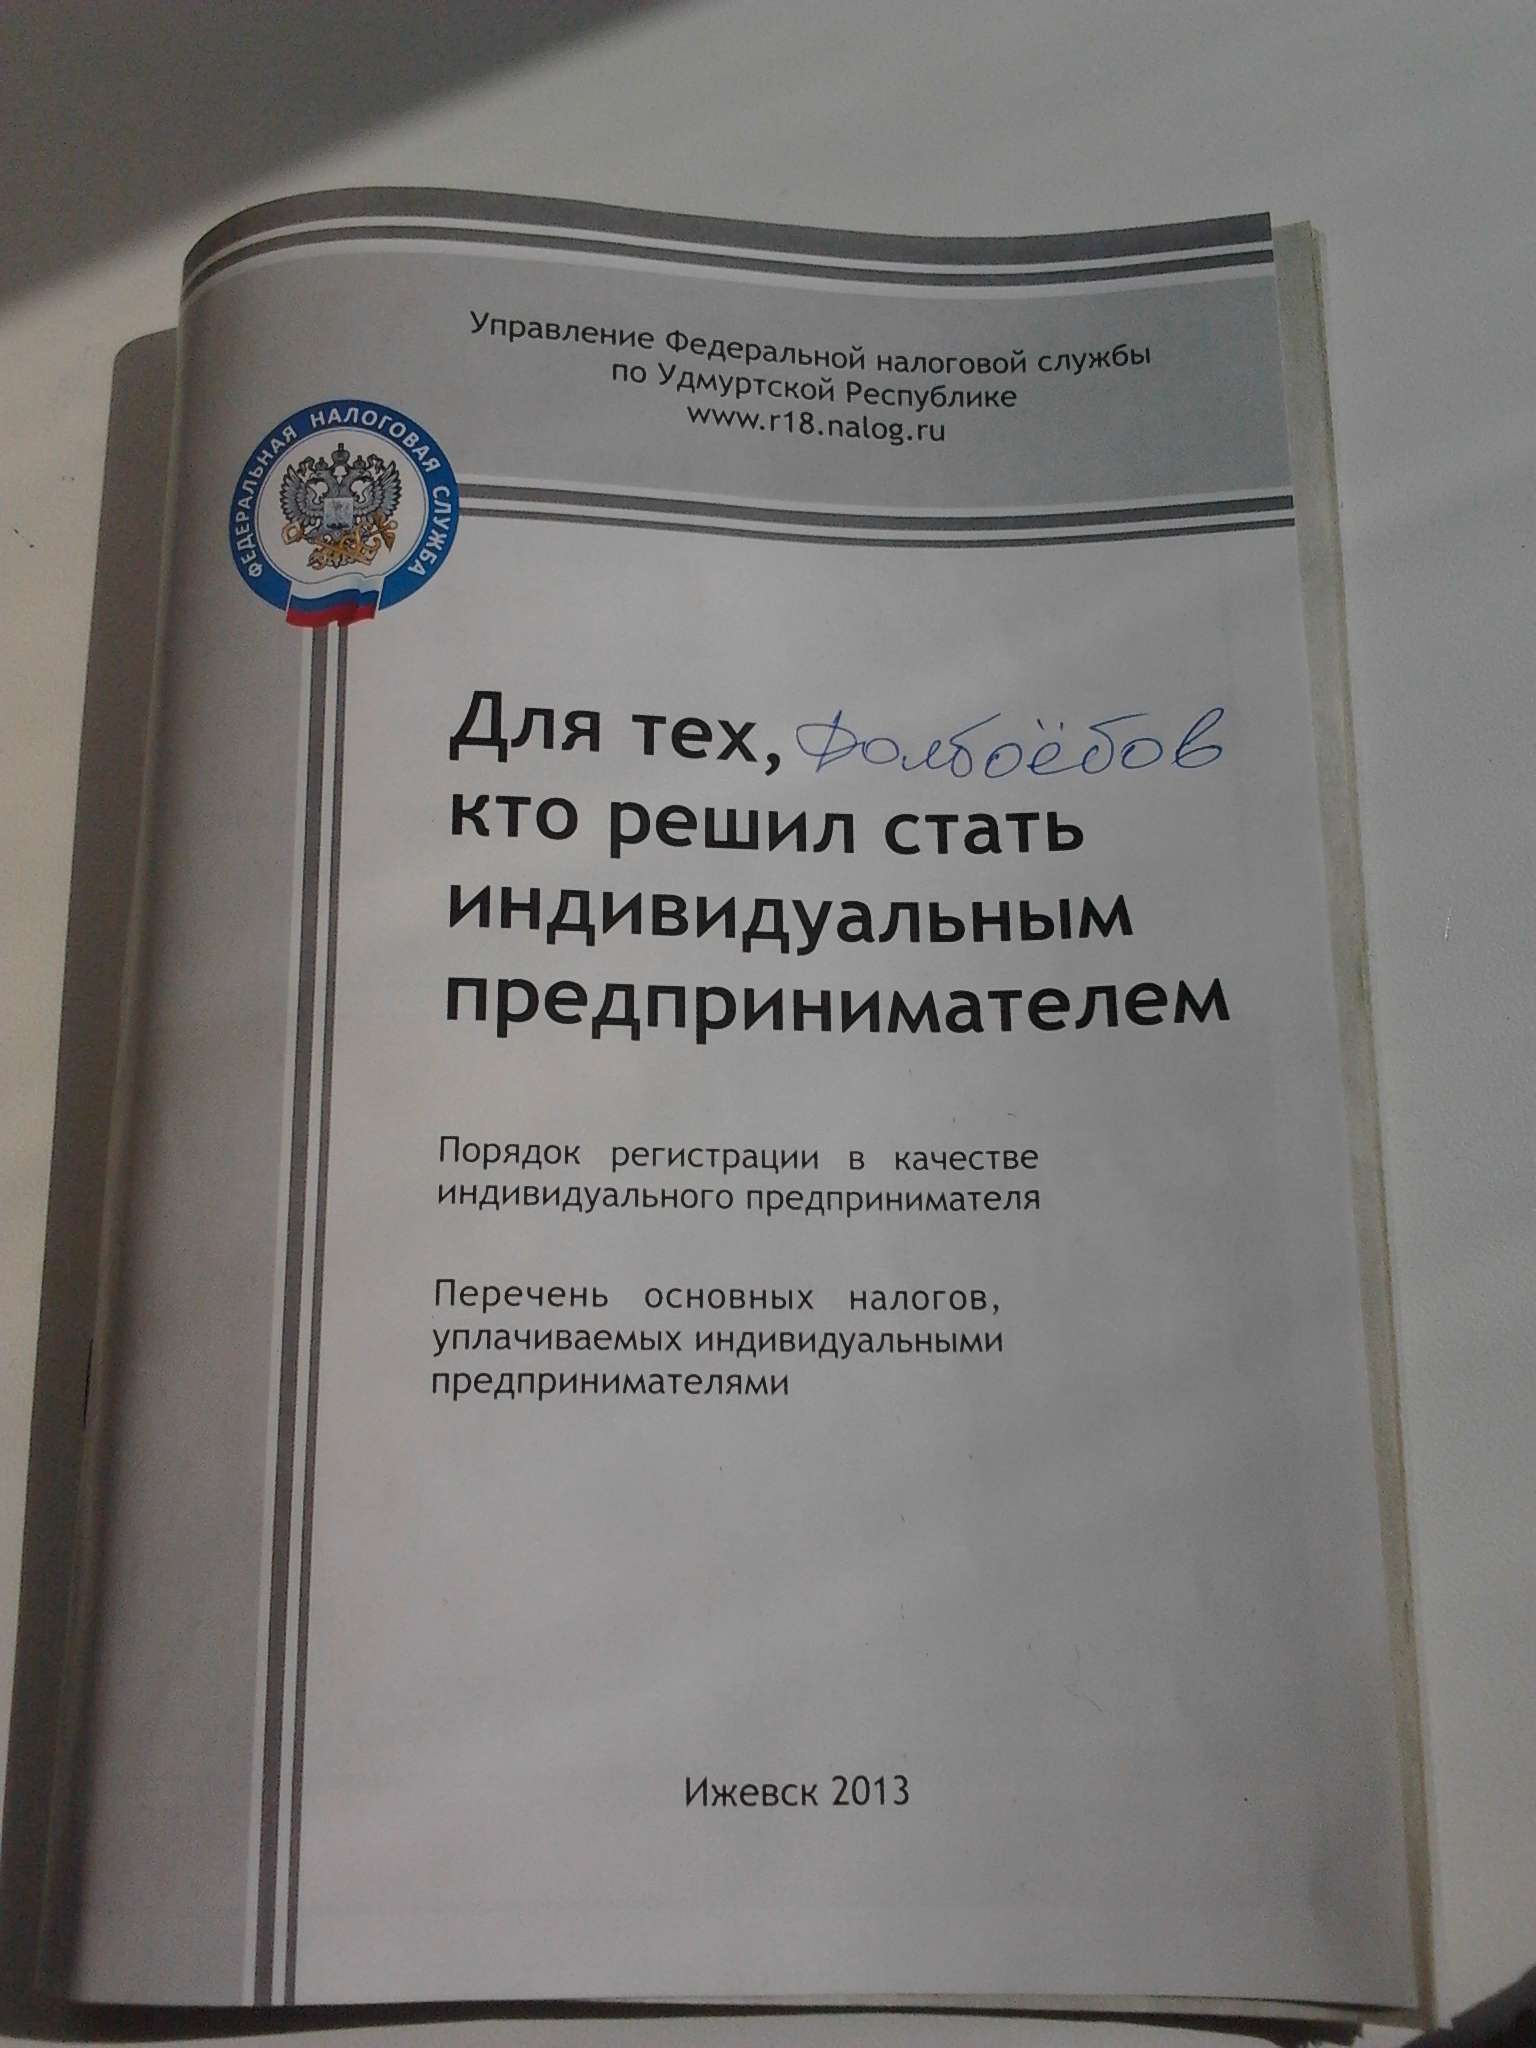 Управление Федеральной налоговой службы
по Удмуртской Республике
www.r18.nalog.ru
ФЕДЕРАЛЬНАЯ НАЛОГОВАЯ СЛУЖБА
Для тех, долбоёбов
кто решил стать
индивидуальным
предпринимателем
Порядок регистрации в качестве
индивидуального предпринимателя
Перечень основных налогов,
уплачиваемых индивидуальными
предпринимателями
Ижевск 2013